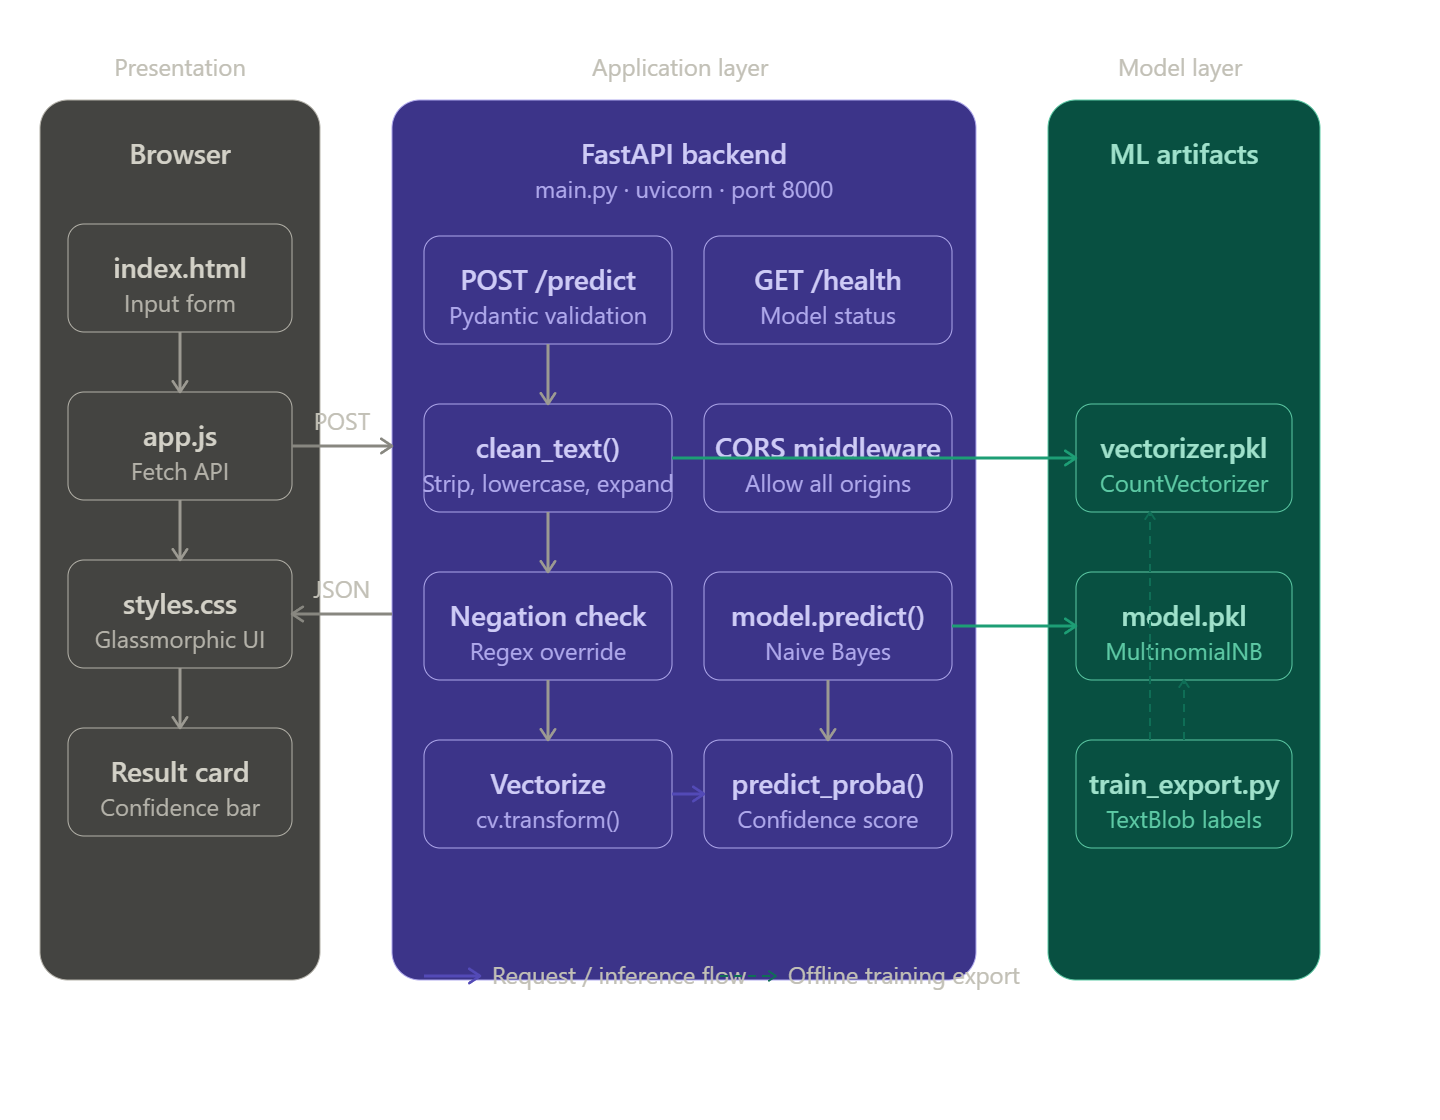 Presentation
Application layer
Model layer
Browser
index.html
Input form
app.js
Fetch API
styles.css
Glassmorphic UI
Result card
Confidence bar
POST
JSON
FastAPI backend
main.py · uvicorn · port 8000
POST /predict
Pydantic validation
GET /health
Model status
clean_text()
Strip, lowercase, expand
CORS middleware
Allow all origins
Negation check
Regex override
model.predict()
Naive Bayes
Vectorize
cv.transform()
predict_proba()
Confidence score
ML artifacts
vectorizer.pkl
CountVectorizer
model.pkl
MultinomialNB
train_export.py
TextBlob labels
Request / inference flow
Offline training export